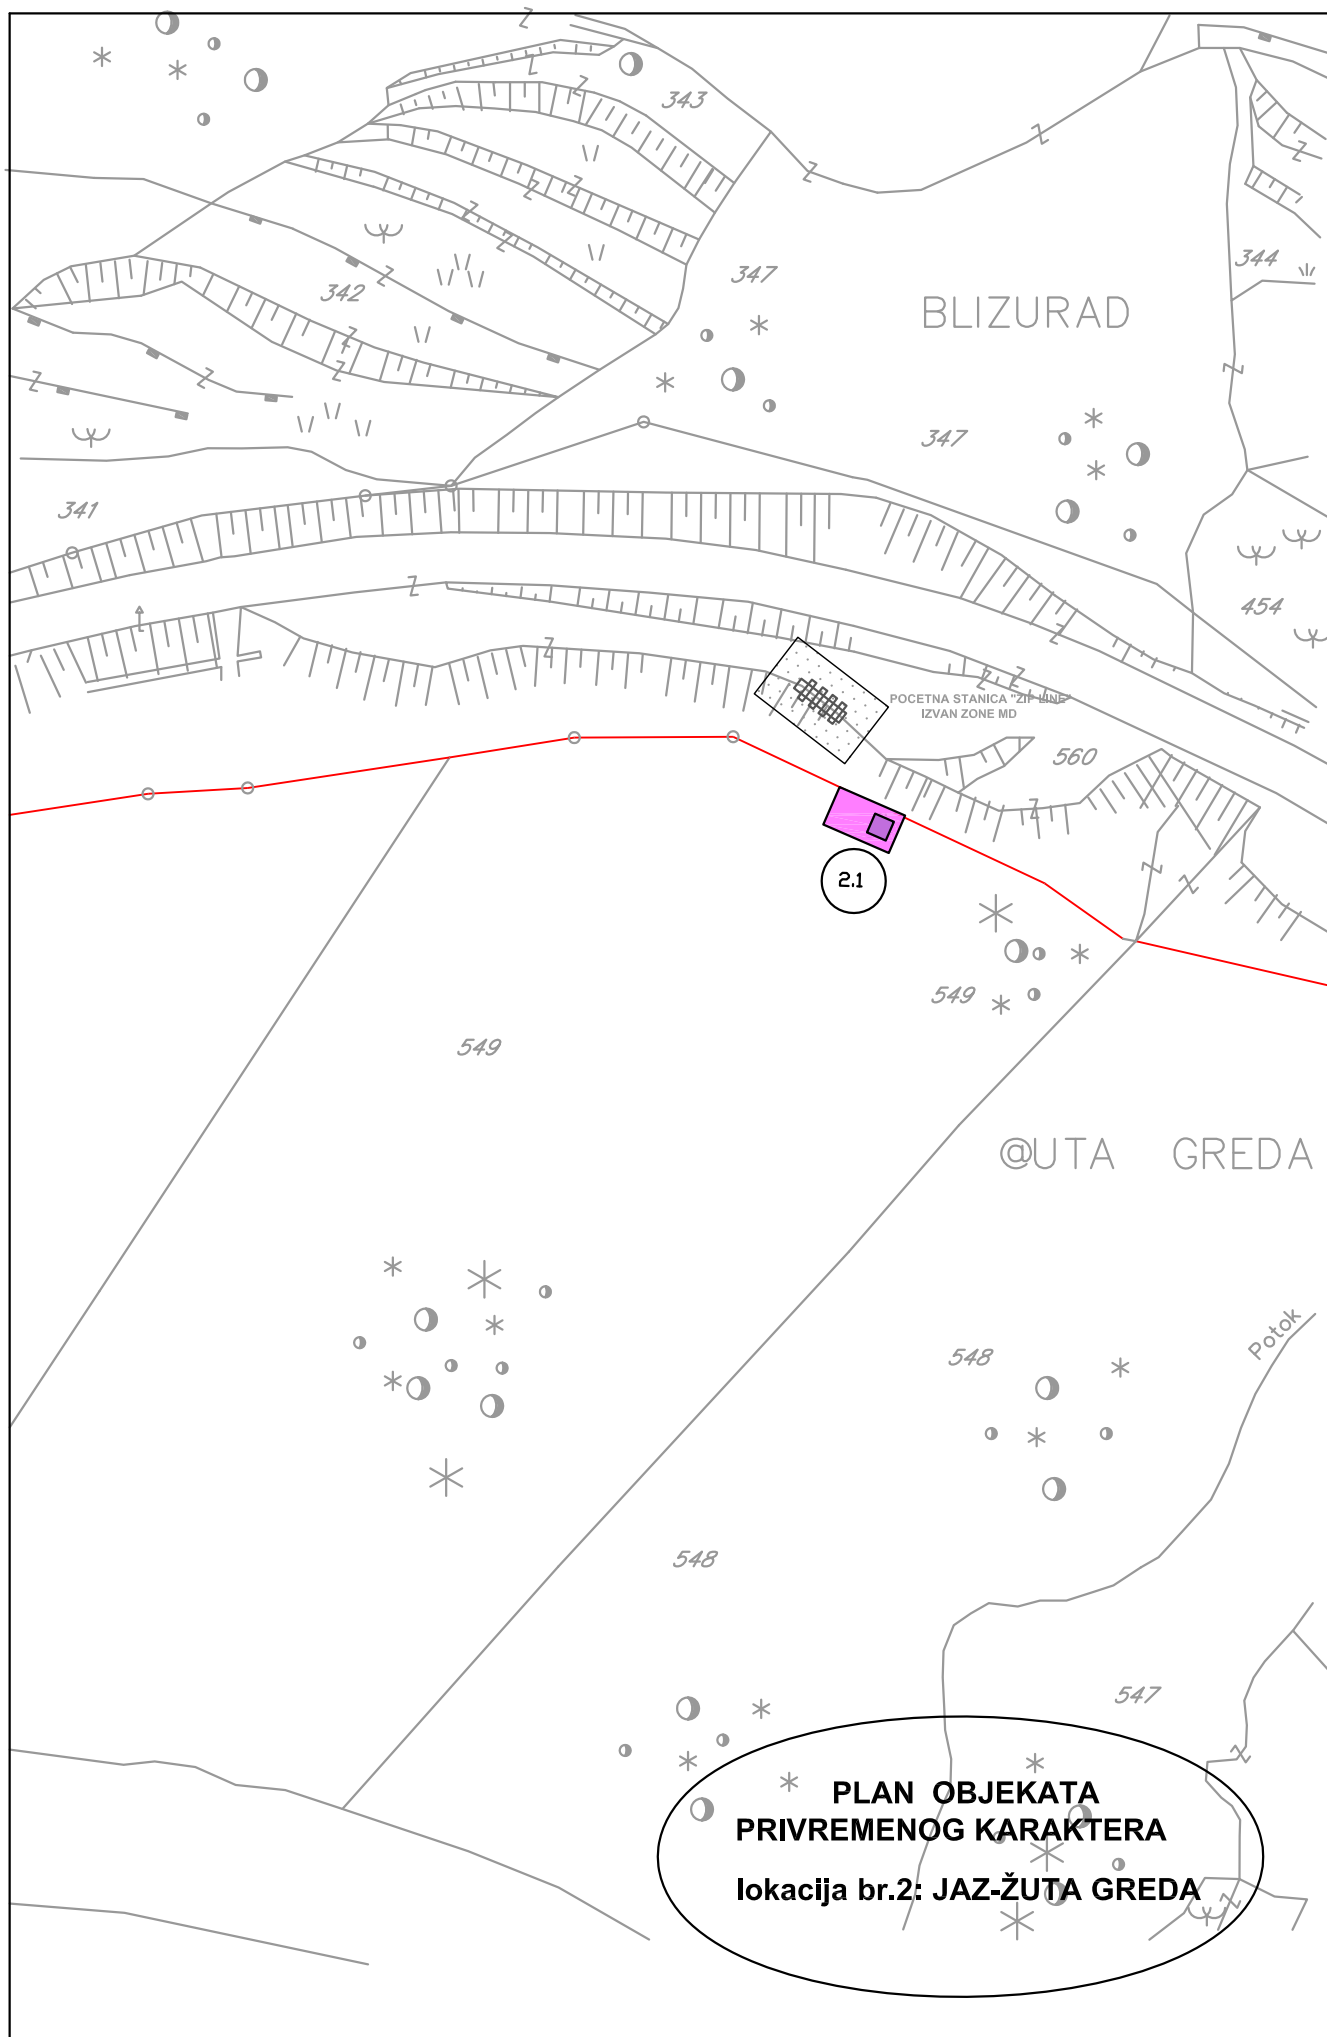 343
347
344
342
BLIZURAD
347
341
454
POCETNA STANICA "ZIP LINE"
IZVAN ZONE MD
560
2.1
549
549
@UTA GREDA
Potok
548
548
547
PLAN OBJEKATA
PRIVREMENOG KARAKTERA
lokacija br.2: JAZ-ŽUTA GREDA